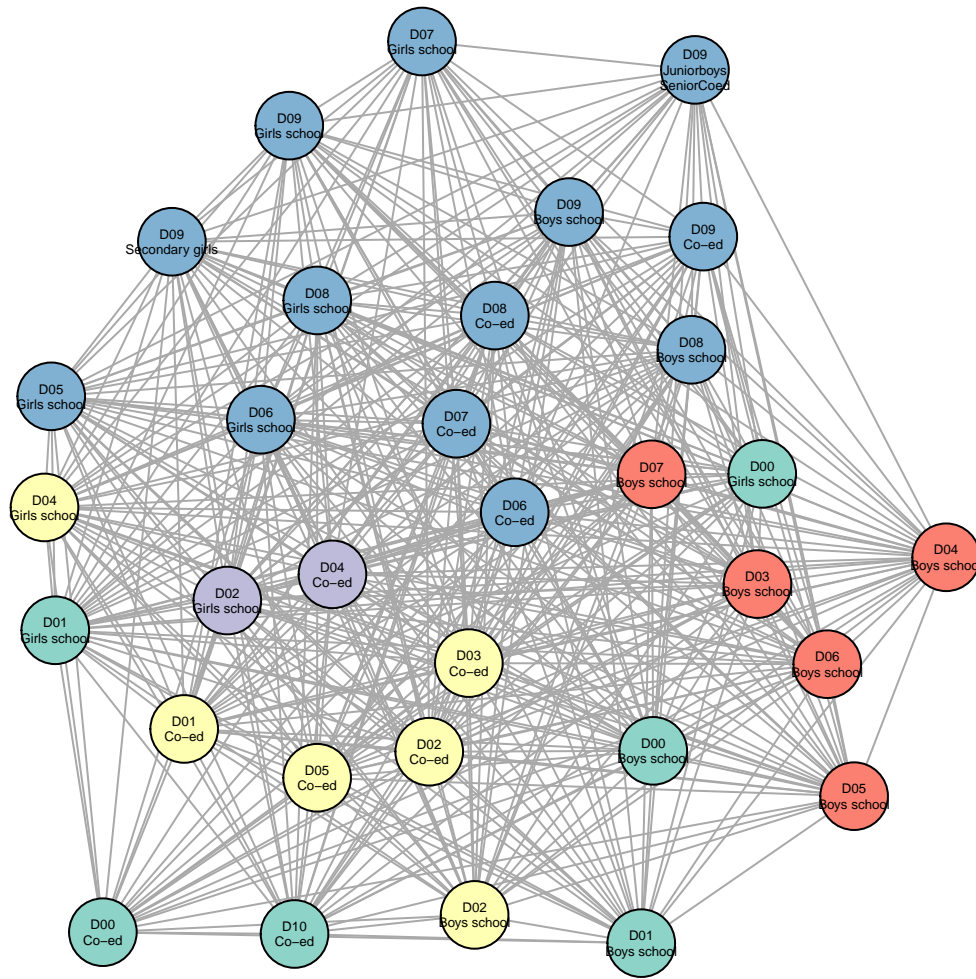 D07
Girls school
D09
Juniorboys
SeniorCoed
D09
Girls school
D09
Boys school
D09
Co−ed
D09
Secondary girls
D08
Girls school
D08
Co−ed
D08
Boys school
D05
Girls school
D06
Girls school
D07
Co−ed
D07
Boys school
D00
Girls school
D04
Girls school
D06
Co−ed
D04
Boys school
D04
Co−ed
D03
Boys school
D02
Girls school
D01
Girls school
D03
Co−ed
D06
Boys school
D01
Co−ed
D02
Co−ed
D00
Boys school
D05
Co−ed
D05
Boys school
D02
Boys school
D00
Co−ed
D10
Co−ed
D01
Boys school